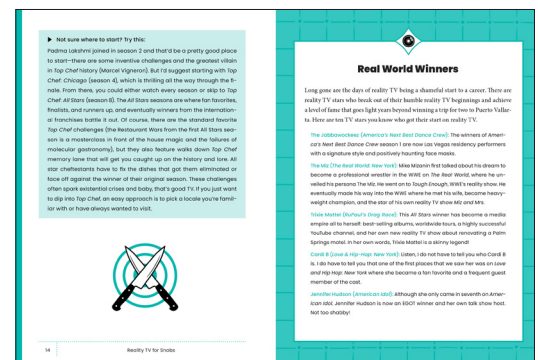 ▶ Not sure where to start? Try this:
Padma Lakshmi joined in season 2 and that'd be a pretty good place
to start—there are some inventive challenges and the greatest villain
in Top Chef history (Marcel Vigneron). But I'd suggest starting with Top
Chef: Chicago (season 4), which is thrilling all the way through the fi-
nale. From there, you could either watch every season or skip to Top
Chef: All Stars (season 8). The All Stars seasons are where fan favorites,
finalists, and runners up, and eventually winners from the internation-
al franchises battle it out. Of course, there are the standard favorite
Top Chef challenges (the Restaurant Wars from the first All Stars sea-
son is a masterclass in front of the house magic and the failures of
molecular gastronomy), but they also feature walks down Top Chef
memory lane that will get you caught up on the history and lore. All
star cheftestants have to fix the dishes that got them eliminated or
face off against the winner of their original season. These challenges
often spark existential crises and baby, that's good TV. If you just want
to dip into Top Chef, an easy approach is to pick a locale you're famil-
iar with or have always wanted to visit.
14 Reality TV for Snobs
Real World Winners
Long gone are the days of reality TV being a shameful start to a career. There are
reality TV stars who break out of their humble reality TV beginnings and achieve
a level of fame that goes light years beyond winning a trip for two to Puerto Vallar-
ta. Here are ten TV stars you know who got their start on reality TV.
The Jabbawockeez (America's Next Best Dance Crew): The winners of Ameri-
ca's Next Best Dance Crew season 1 are now Las Vegas residency performers
with a signature style and positively haunting face masks.
The Miz (The Real World: New York): Mike Mizanin first talked about his dream to
become a professional wrestler in the WWE on The Real World, where he un-
veiled his persona The Miz. He went on to Tough Enough, WWE's reality show. He
eventually made his way into the WWE where he met his wife, became heavy-
weight champion, and the star of his own reality TV show Miz and Mrs.
Trixie Mattel (RuPaul's Drag Race): This All Stars winner has become a media
empire all to herself: best-selling albums, worldwide tours, a highly successful
YouTube channel, and her own new reality TV show about renovating a Palm
Springs motel. In her own words, Trixie Mattel is a skinny legend!
Cardi B (Love & Hip-Hop: New York): Listen, I do not have to tell you who Cardi B
is. I do have to tell you that one of the first places that we saw her was on Love
and Hip Hop: New York where she became a fan favorite and a frequent guest
member of the cast.
Jennifer Hudson (American Idol): Although she only came in seventh on Amer-
ican Idol, Jennifer Hudson is now an EGOT winner and her own talk show host.
Not too shabby!